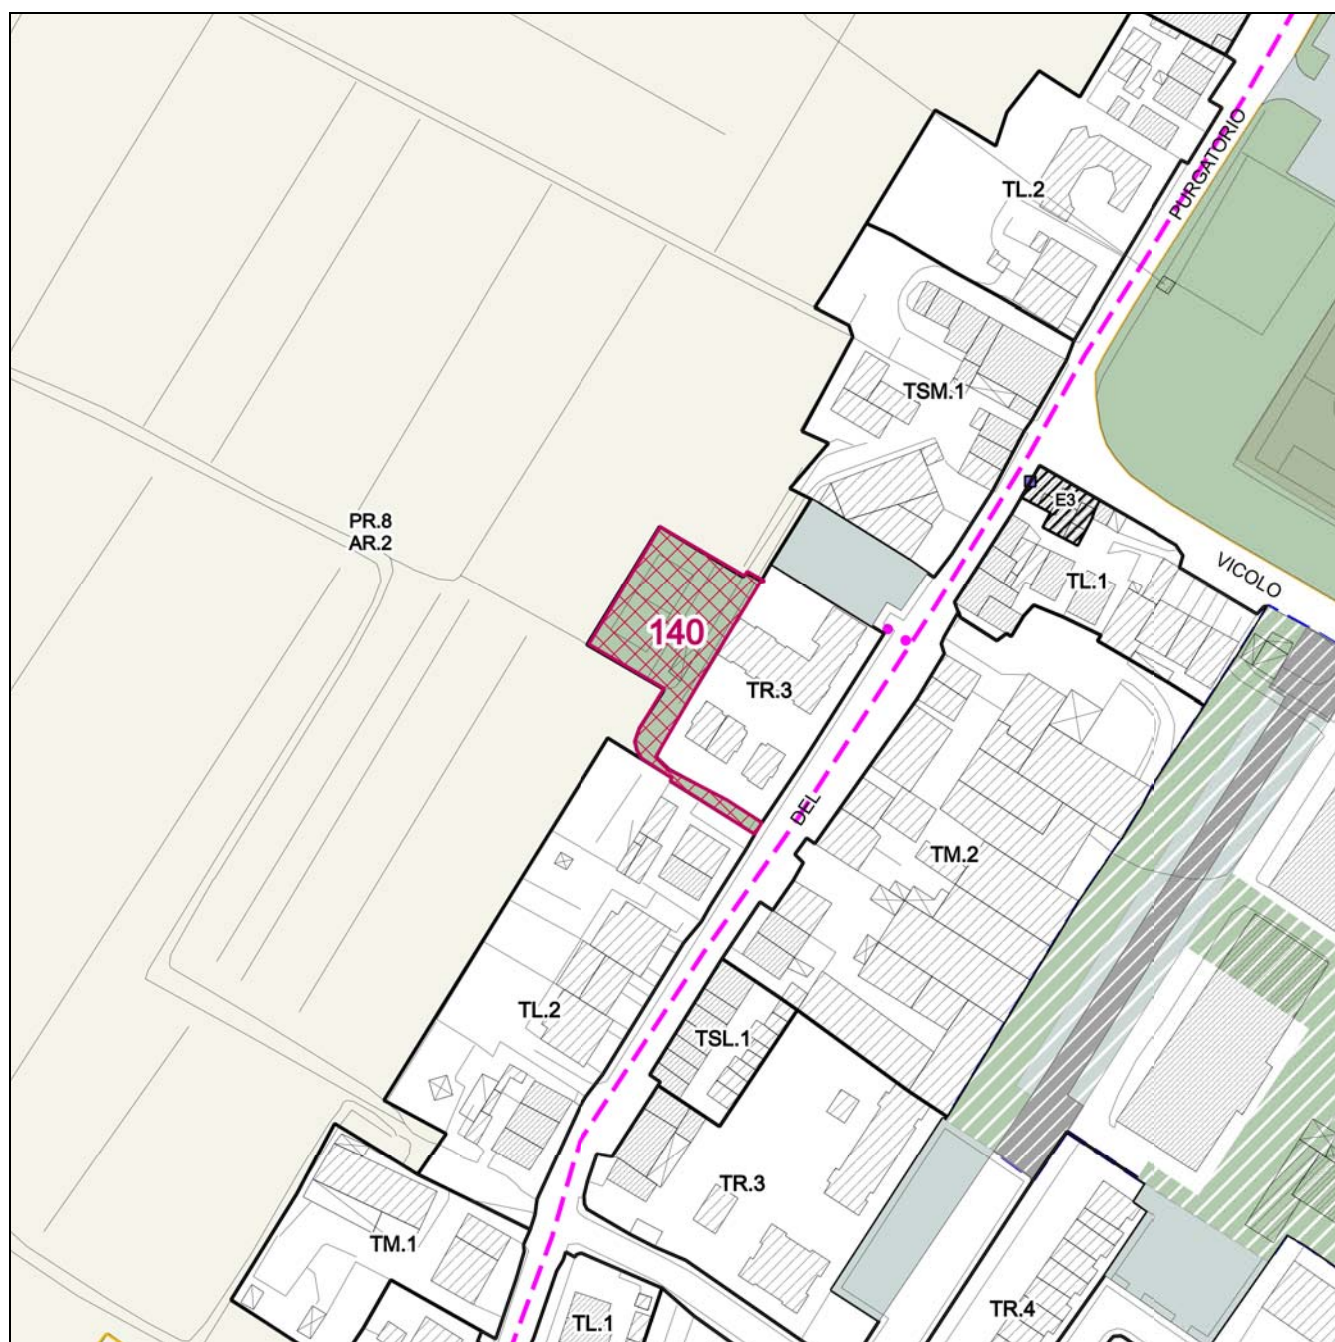 PURGATORIO
TL.2
TSM.1
E3
PR.8
AR.2
VICOLO
TL.1
140
TR.3
DEL
TM.2
TL.2
TSL.1
TR.3
TM.1
TR.4
TL.1